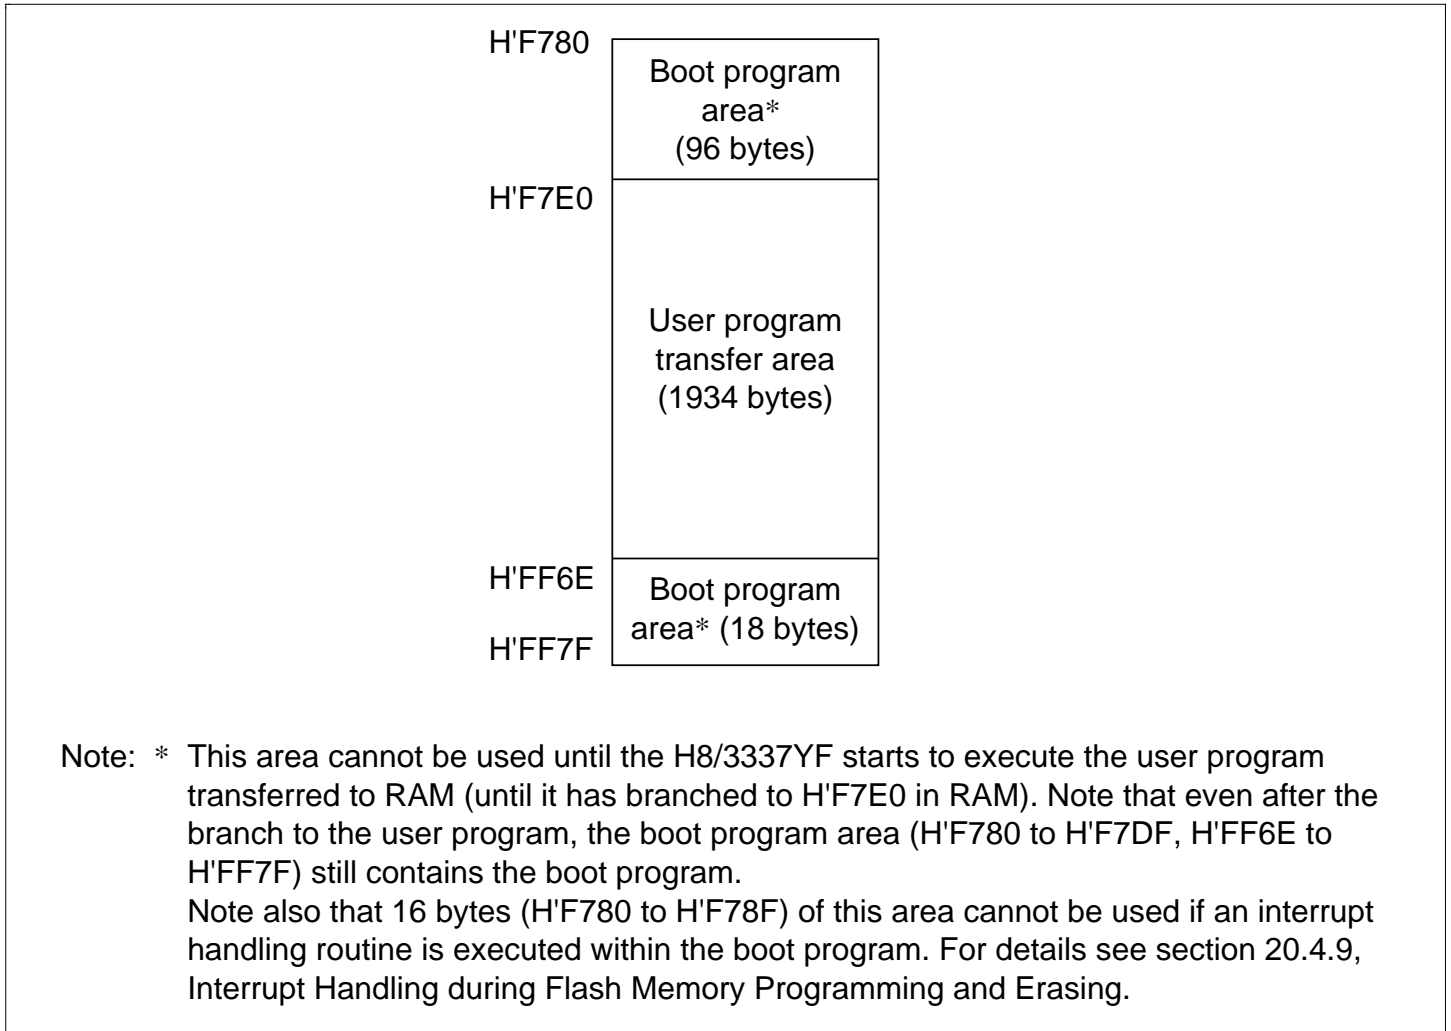 H'F780
Boot program
area*
(96 bytes)
H'F7E0
User program
transfer area
(1934 bytes)
H'FF6E
Boot program
area* (18 bytes)
H'FF7F
Note: * This area cannot be used until the H8/3337YF starts to execute the user program
transferred to RAM (until it has branched to H'F7E0 in RAM). Note that even after the
branch to the user program, the boot program area (H'F780 to H'F7DF, H'FF6E to
H'FF7F) still contains the boot program.
Note also that 16 bytes (H'F780 to H'F78F) of this area cannot be used if an interrupt
handling routine is executed within the boot program. For details see section 20.4.9,
Interrupt Handling during Flash Memory Programming and Erasing.